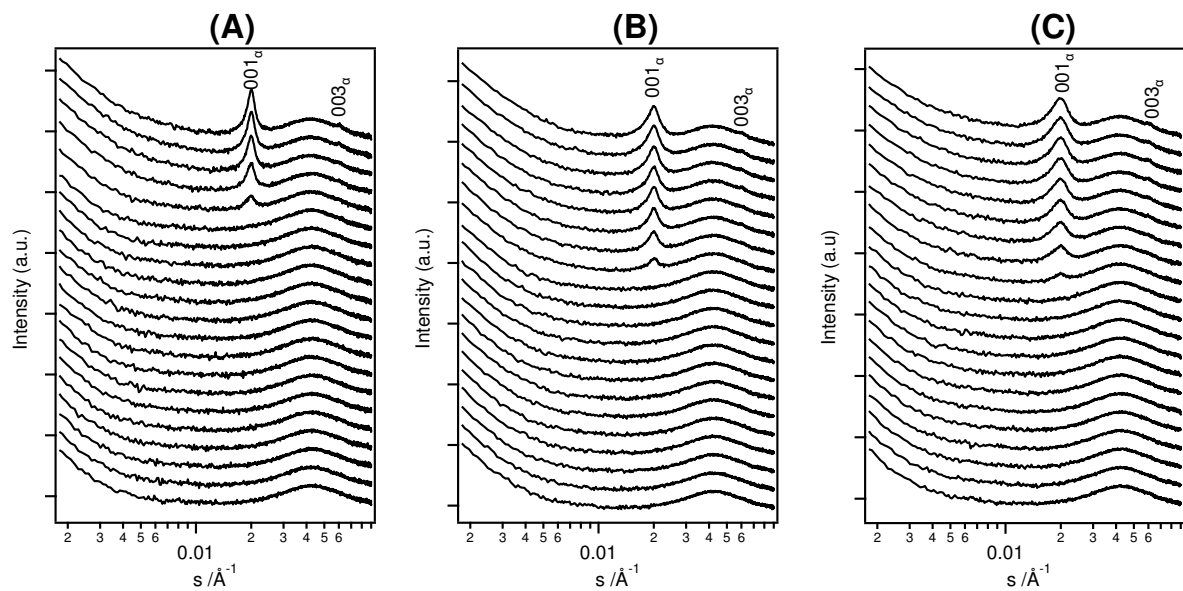 (A)
001α
003α
Intensity (a.u.)
2 3 4 5 6 2 3 4 5 6
0.01
s /Å-1
(B)
001α
003α
Intensity (a.u.)
2 3 4 5 6 2 3 4 5 6
0.01
s /Å-1
(C)
001α
003α
Intensity (a.u)
2 3 4 5 6 2 3 4 5 6
0.01
s /Å-1